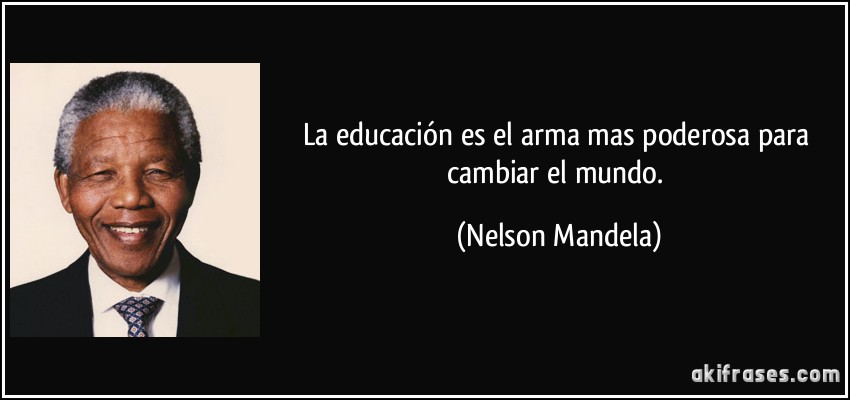 La educación es el arma mas poderosa para
cambiar el mundo.
(Nelson Mandela)
akifrases.com